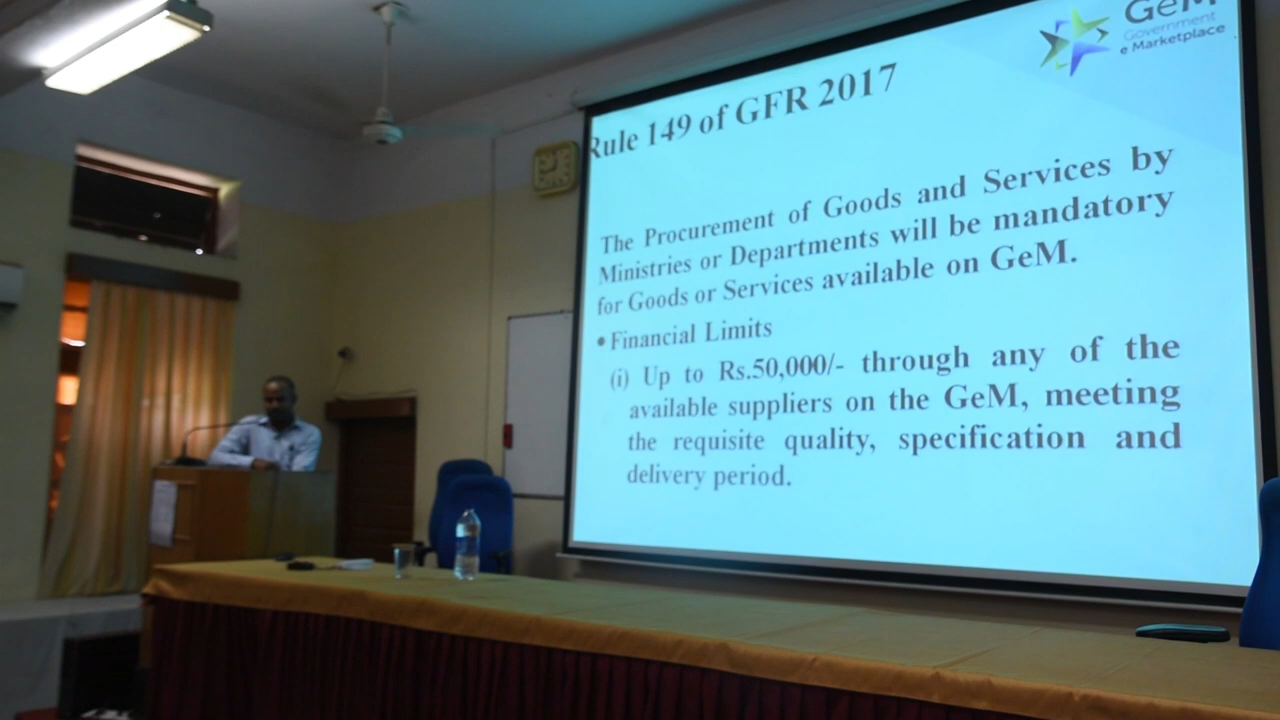 GeM
Government
e Marketplace
Rule 149 of GFR 2017
The Procurement of Goods and Services by
Ministries or Departments will be mandatory
for Goods or Services available on GeM.
• Financial Limits
(i) Up to Rs.50,000/- through any of the
available suppliers on the GeM, meeting
the requisite quality, specification and
delivery period.